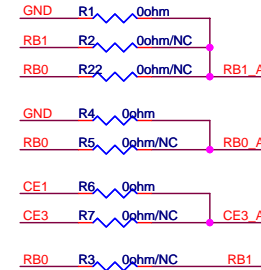 GND R1 0ohm
RB1 R2 0ohm/NC
RB0 R22 0ohm/NC RB1_A
GND R4 0ohm
RB0 R5 0ohm/NC RB0_A
CE1 R6 0ohm
CE3 R7 0ohm/NC CE3_A
RB0 R3 0ohm/NC RB1